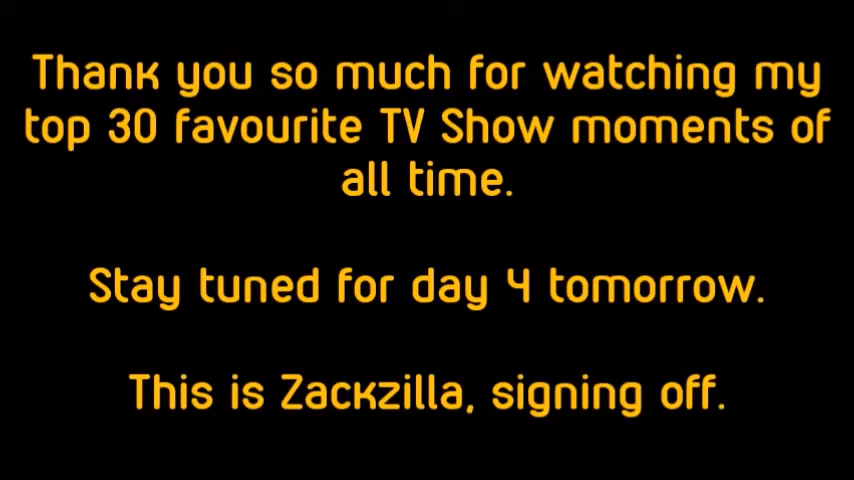 Thank you so much for watching my
top 30 favourite TV Show moments of
all time.
Stay tuned for day 4 tomorrow.
This is Zackzilla, signing off.